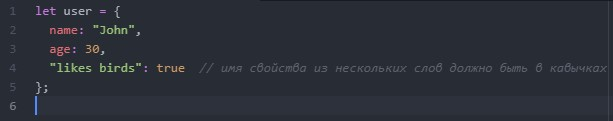 1 let user = {
2   name: "John",
3   age: 30,
4   "likes birds": true  // имя свойства из нескольких слов должно быть в кавычках
5 };
6